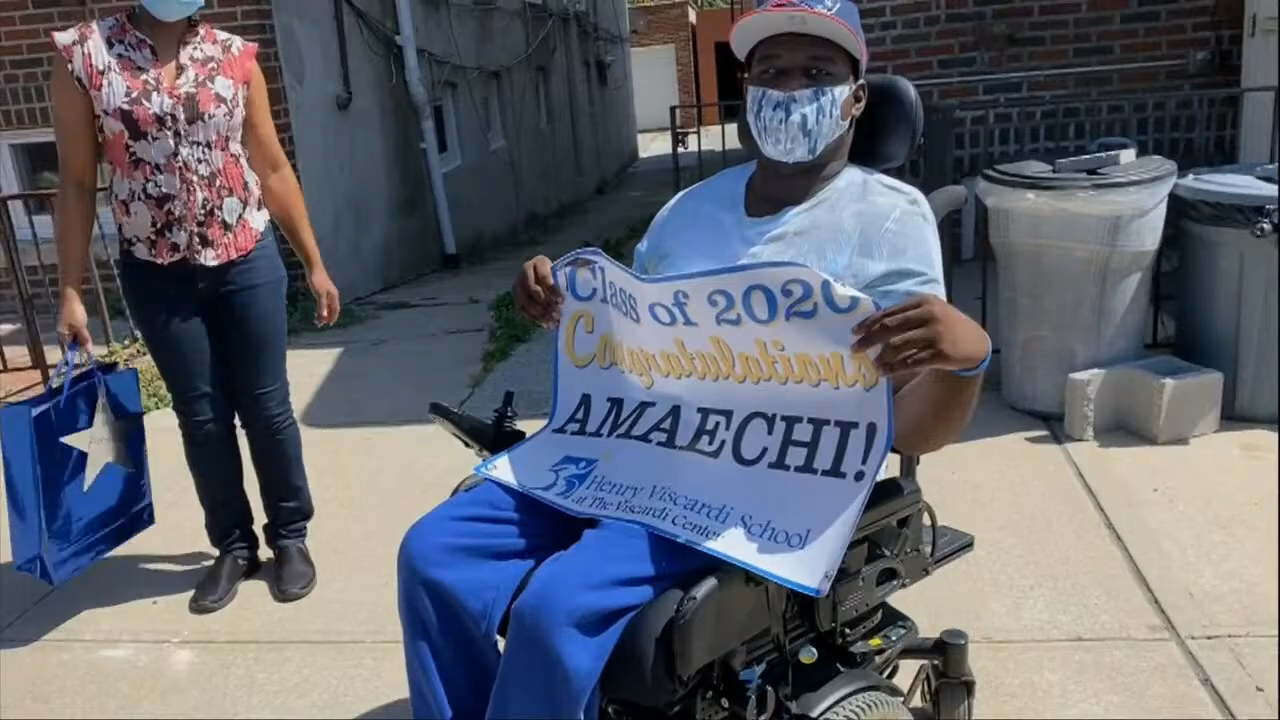 Class of 2020
Congratulations
AMAECHI!
Henry Viscardi School
at The Viscardi Center